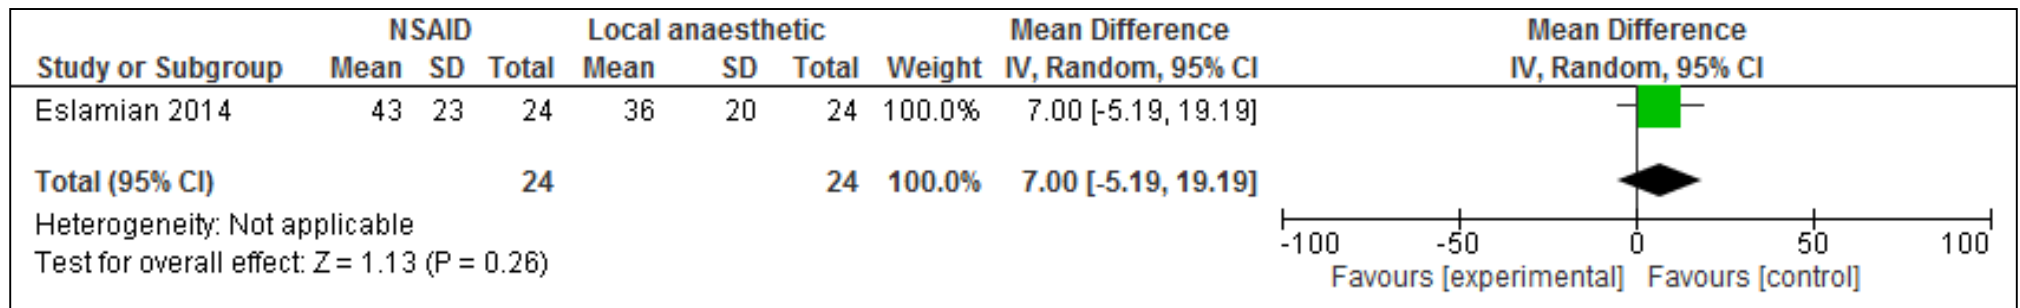 NSAID Local anaesthetic Mean Difference Mean Difference
Study or Subgroup Mean SD Total Mean SD Total Weight IV, Random, 95% CI IV, Random, 95% CI
Eslamian 2014 43 23 24 36 20 24 100.0% 7.00 [-5.19, 19.19]
Total (95% CI) 24 24 100.0% 7.00 [-5.19, 19.19]
Heterogeneity: Not applicable
Test for overall effect: Z = 1.13 (P = 0.26)
-100 -50 0 50 100
Favours [experimental] Favours [control]